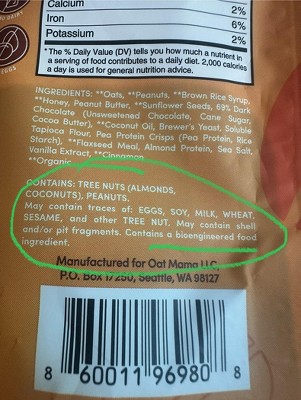 Calcium 2%
Iron 6%
Potassium 2%
*The % Daily Value (DV) tells you how much a nutrient in
a serving of food contributes to a daily diet. 2,000 calories
a day is used for general nutrition advice.
INGREDIENTS: **Oats, **Peanuts, **Brown Rice Syrup,
**Honey, Peanut Butter, **Sunflower Seeds, 69% Dark
Chocolate (Unsweetened Chocolate, Cane Sugar,
Cocoa Butter), **Coconut Oil, Brewer's Yeast, Soluble
Tapioca Flour, Pea Protein Crisps (Pea Protein, Rice
Starch), **Flaxseed Meal, Almond Protein, Sea Salt,
Vanilla Extract, **Cinnamon
**Organic
CONTAINS: TREE NUTS (ALMONDS,
COCONUTS), PEANUTS,
May contain traces of: EGGS, SOY, MILK, WHEAT,
SESAME, and other TREE NUT. May contain shell
and/or pit fragments. Contains a bioengineered food
ingredient.
Manufactured for Oat Mama LLC
P.O. Box 17250, Seattle, WA 98127
8 60011 96980 8